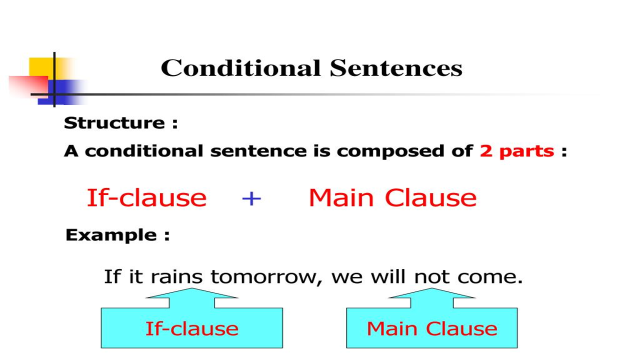 Conditional Sentences
Structure :
A conditional sentence is composed of 2 parts :
If-clause + Main Clause
Example :
If it rains tomorrow, we will not come.
If-clause Main Clause